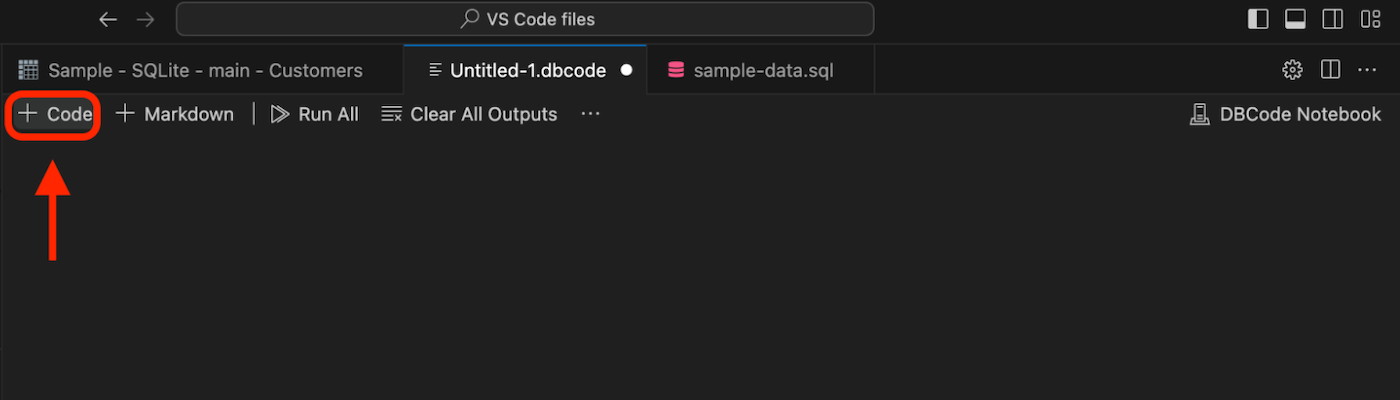 VS Code files
Sample - SQLite - main - Customers Untitled-1.dbcode sample-data.sql
Code Markdown Run All Clear All Outputs ... DBCode Notebook